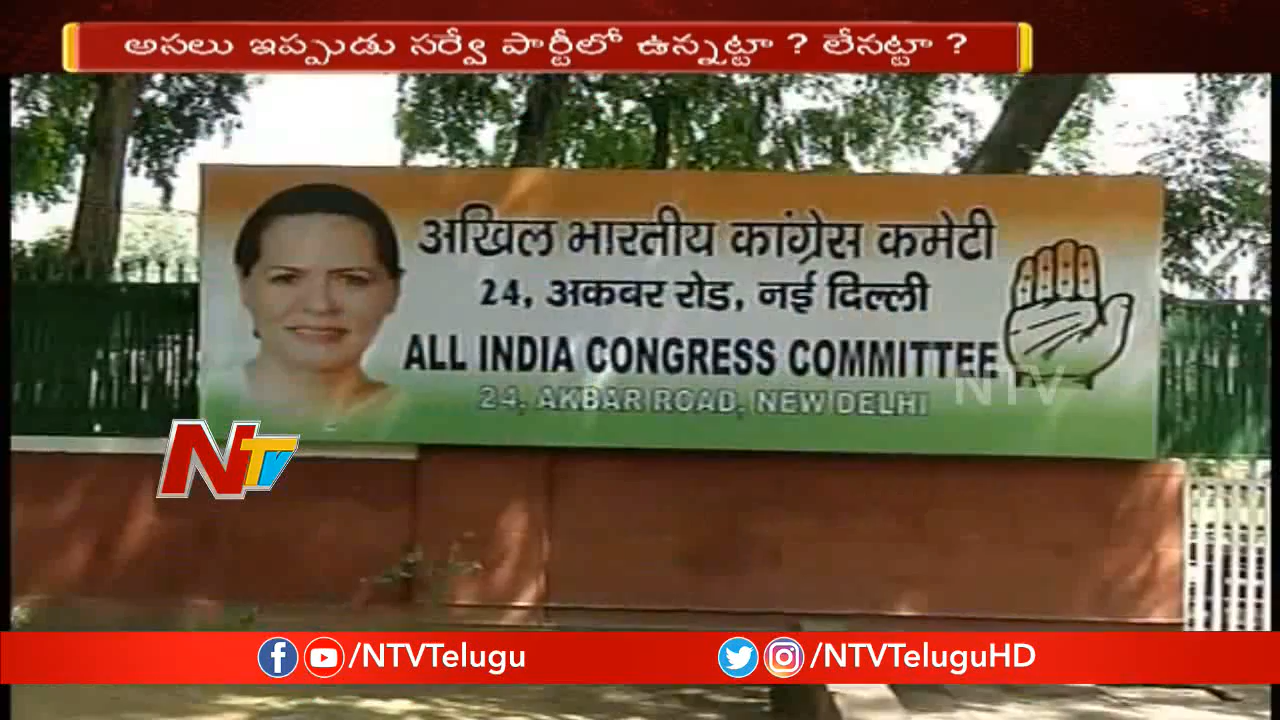 అసలు ఇప్పుడు సర్వే పార్టీలో ఉన్నట్టా ? లేనట్టా ?
अखिल भारतीय कांग्रेस कमेटी
24, अकबर रोड, नई दिल्ली
ALL INDIA CONGRESS COMMITTEE
24, AKBAR ROAD, NEW DELHI
NTV
NTV
/NTVTelugu
/NTVTeluguHD